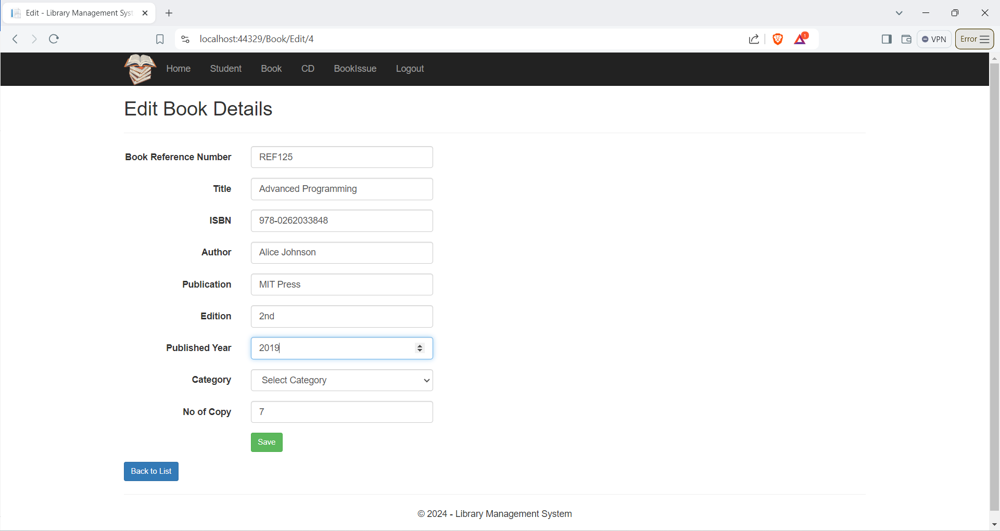 Edit - Library Management Syst
localhost:44329/Book/Edit/4
1
VPN
Error
Home Student Book CD BookIssue Logout
Edit Book Details
Book Reference Number REF125
Title Advanced Programming
ISBN 978-0262033848
Author Alice Johnson
Publication MIT Press
Edition 2nd
Published Year 2019
Category Select Category
No of Copy 7
Save
Back to List
© 2024 - Library Management System